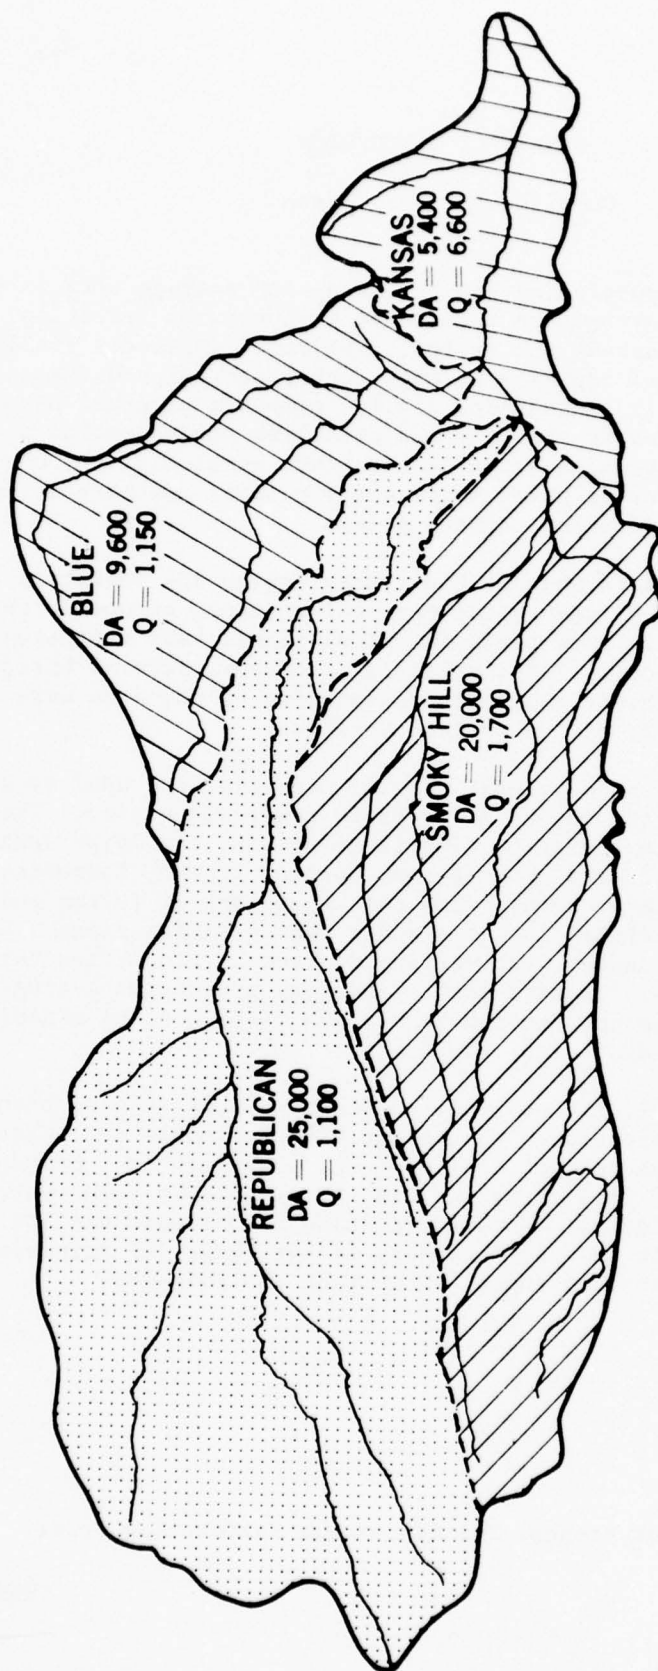 REPUBLICAN
DA = 25,000
Q = 1,100
SMOKY HILL
DA = 20,000
Q = 1,700
BLUE
DA = 9,600
Q = 1,150
KANSAS
DA = 5,400
Q = 6,600